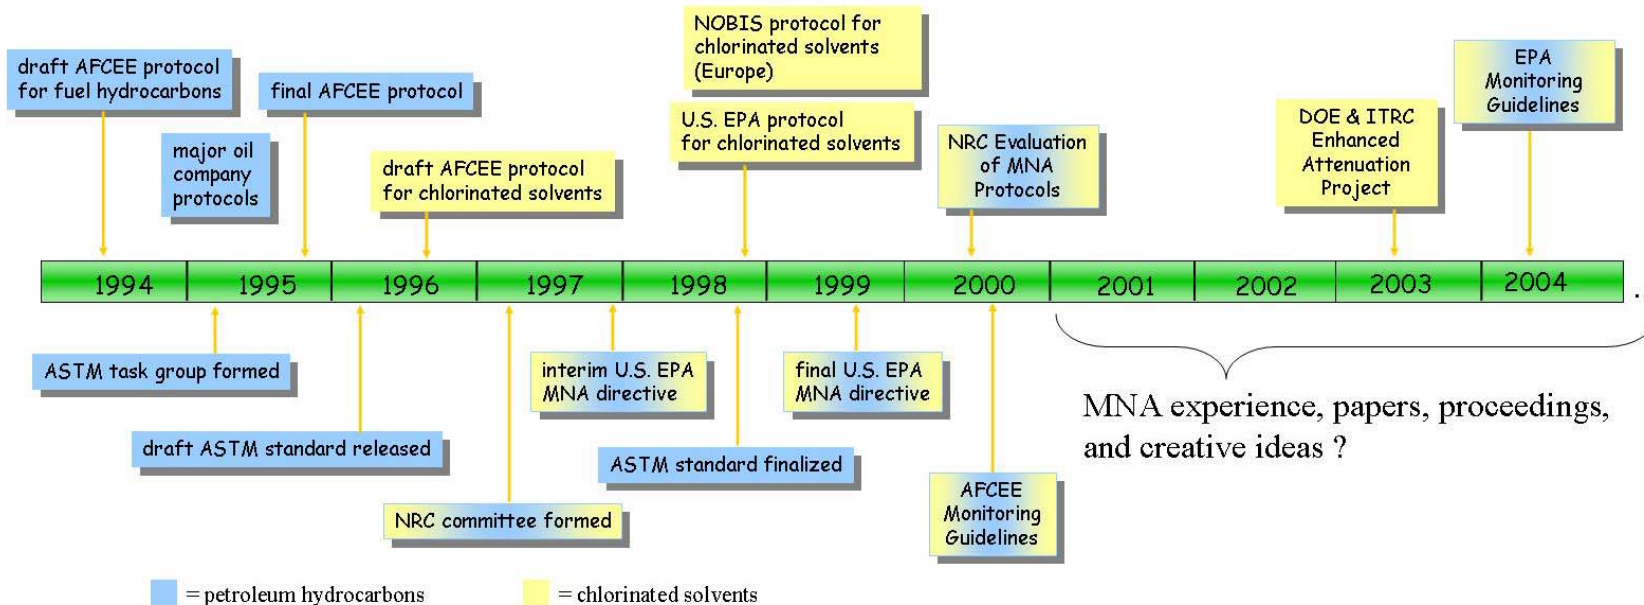 draft AFCEE protocol
for fuel hydrocarbons
major oil
company
protocols
final AFCEE protocol
draft AFCEE protocol
for chlorinated solvents
NOBIS protocol for
chlorinated solvents
(Europe)
U.S. EPA protocol
for chlorinated solvents
NRC Evaluation
of MNA
Protocols
DOE & ITRC
Enhanced
Attenuation
Project
EPA
Monitoring
Guidelines
1994 1995 1996 1997 1998 1999 2000 2001 2002 2003 2004 .
ASTM task group formed
draft ASTM standard released
NRC committee formed
interim U.S. EPA
MNA directive
ASTM standard finalized
final U.S. EPA
MNA directive
AFCEE
Monitoring
Guidelines
MNA experience, papers, proceedings,
and creative ideas ?
= petroleum hydrocarbons
= chlorinated solvents